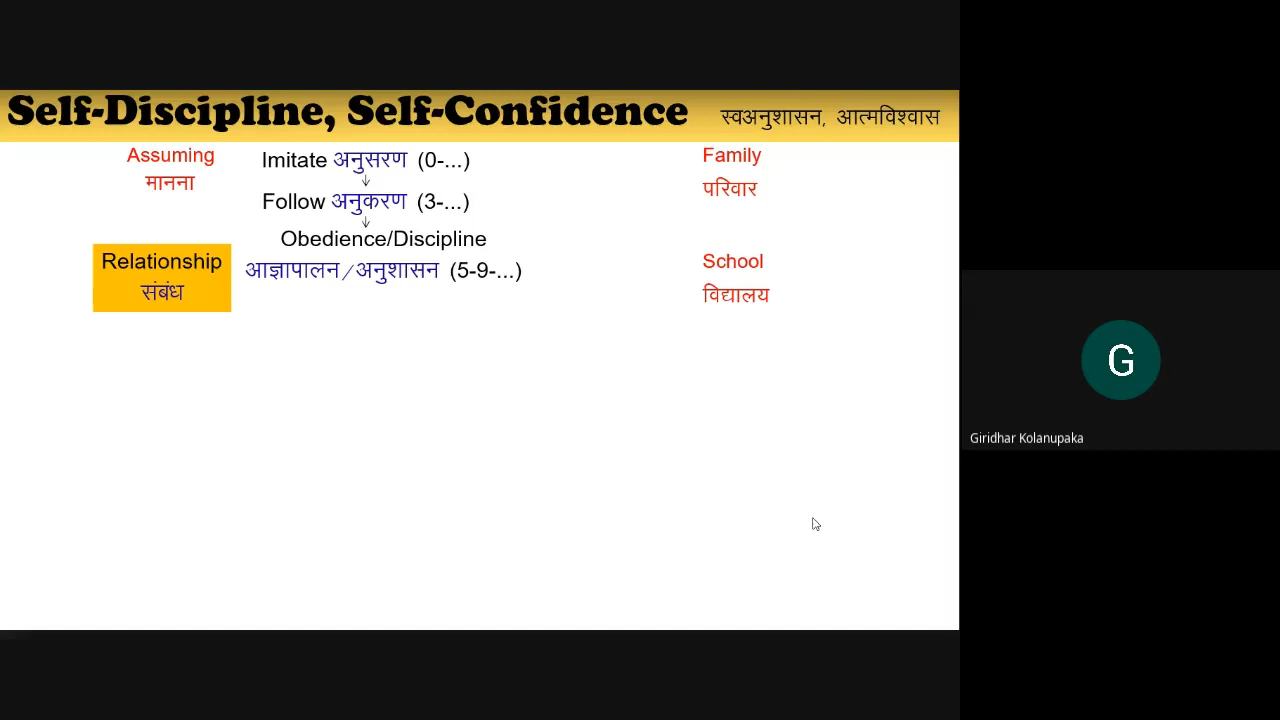 Self-Discipline, Self-Confidence स्वअनुशासन, आत्मविश्वास
Assuming
मानना
Imitate अनुसरण (0-...)
↓
Follow अनुकरण (3-...)
↓
Obedience/Discipline
आज्ञापालन/अनुशासन (5-9-...)
Relationship
संबंध
Family
परिवार
School
विद्यालय
G
Giridhar Kolanupaka